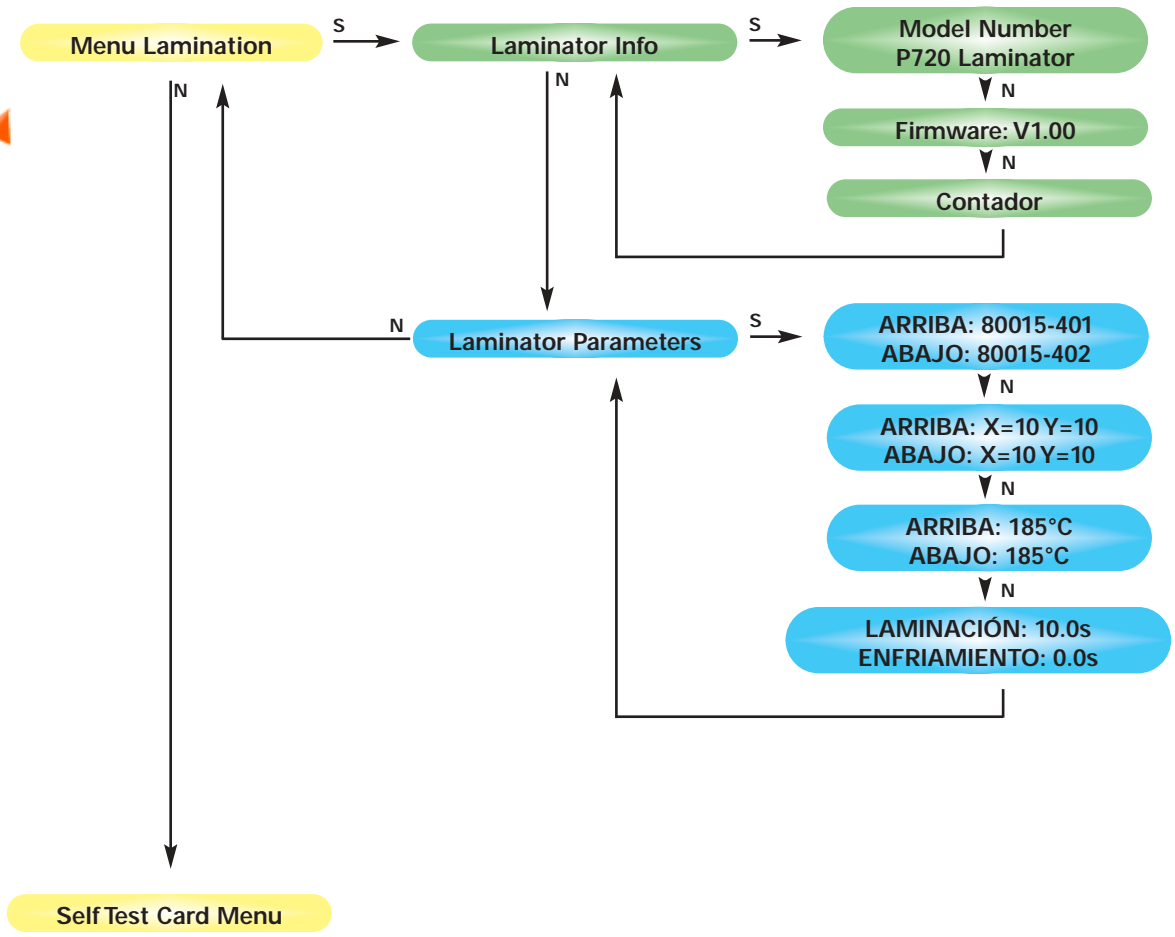 Menu Lamination
S
Laminator Info
S
Model Number
P720 Laminator
N
N
N
Firmware: V1.00
N
Contador
N
Laminator Parameters
S
ARRIBA: 80015-401
ABAJO: 80015-402
N
ARRIBA: X=10 Y=10
ABAJO: X=10 Y=10
N
ARRIBA: 185°C
ABAJO: 185°C
N
LAMINACIÓN: 10.0s
ENFRIAMIENTO: 0.0s
Self Test Card Menu